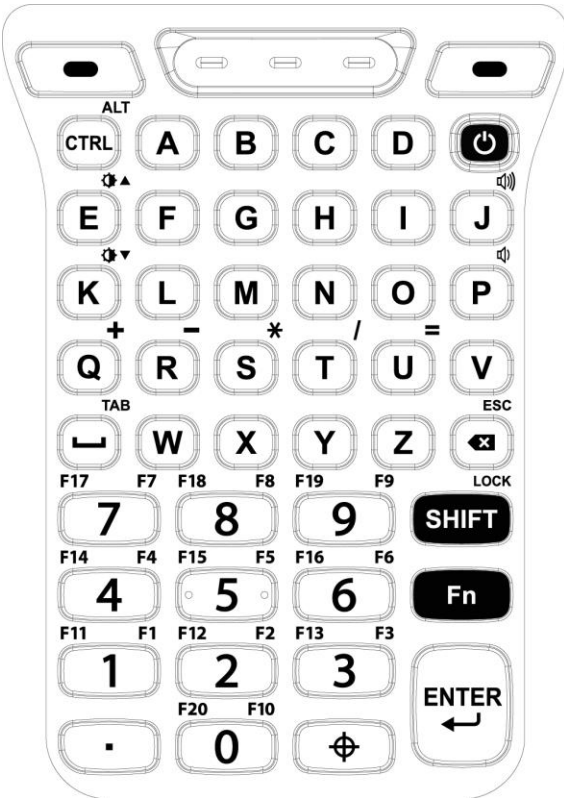 ALT
CTRL A B C D
E F G H I J
K L M N O P
+ - * / =
Q R S T U V
TAB ESC
W X Y Z
F17 F7 F18 F8 F19 F9 LOCK
7 8 9 SHIFT
F14 F4 F15 F5 F16 F6
4 5 6 Fn
F11 F1 F12 F2 F13 F3
1 2 3 ENTER
F20 F10
. 0